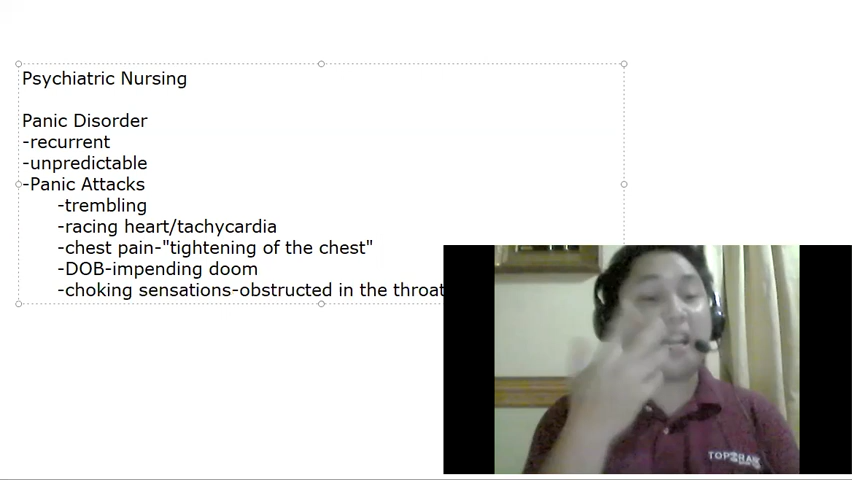 Psychiatric Nursing
Panic Disorder
-recurrent
-unpredictable
-Panic Attacks
-trembling
-racing heart/tachycardia
-chest pain-"tightening of the chest"
-DOB-impending doom
-choking sensations-obstructed in the throat